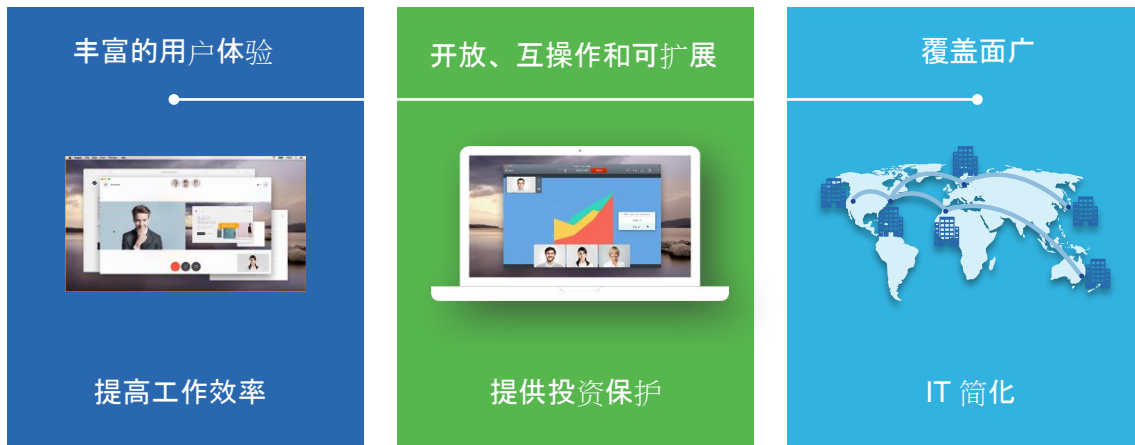 丰富的用户体验
开放、互操作和可扩展
覆盖面广
提高工作效率
提供投资保护
IT 简化